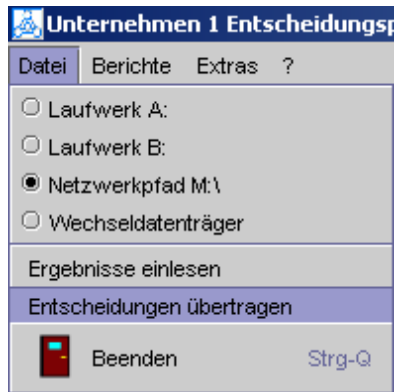 Unternehmen 1 Entscheidungsp
Datei Berichte Extras ?
Laufwerk A:
Laufwerk B:
Netzwerkpfad M:\
Wechseldatenträger
Ergebnisse einlesen
Entscheidungen übertragen
Beenden Strg-Q